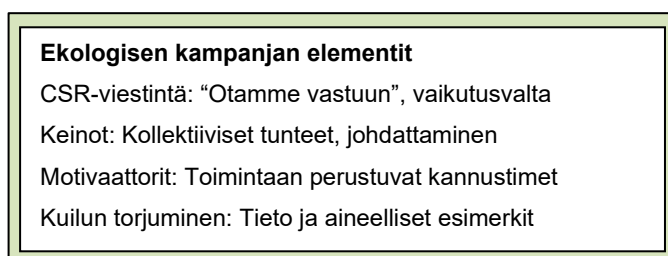 Ekologisen kampanjan elementit
CSR-viestintä: “Otamme vastuun”, vaikutusvalta
Keinot: Kollektiiviset tunteet, johdattaminen
Motivaattorit: Toimintaan perustuvat kannustimet
Kuilun torjuminen: Tieto ja aineelliset esimerkit